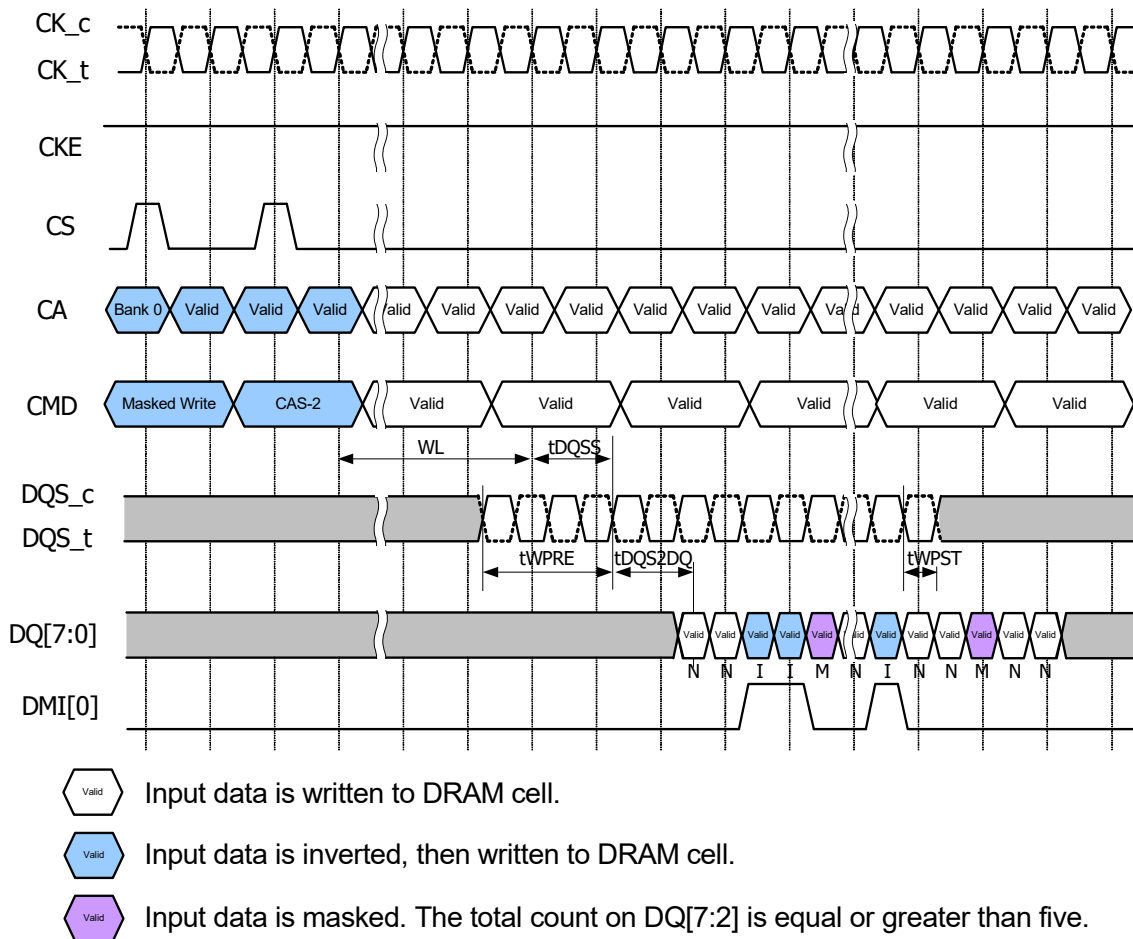 CK_c
CK_t
CKE
CS
CA Bank 0 Valid Valid Valid alid Valid Valid Valid Valid Valid Valid Valid Valid Valid Valid Valid
CMD Masked Write CAS-2 Valid Valid Valid Valid Valid Valid
WL tDQSS
DQS_c
DQS_t
tWPRE tDQS2DQ tWPST
DQ[7:0] Valid Valid Valid Valid Valid Valid Valid Valid Valid Valid Valid
N N I I M N I N N M N N
DMI[0]
Valid Input data is written to DRAM cell.
Valid Input data is inverted, then written to DRAM cell.
Valid Input data is masked. The total count on DQ[7:2] is equal or greater than five.